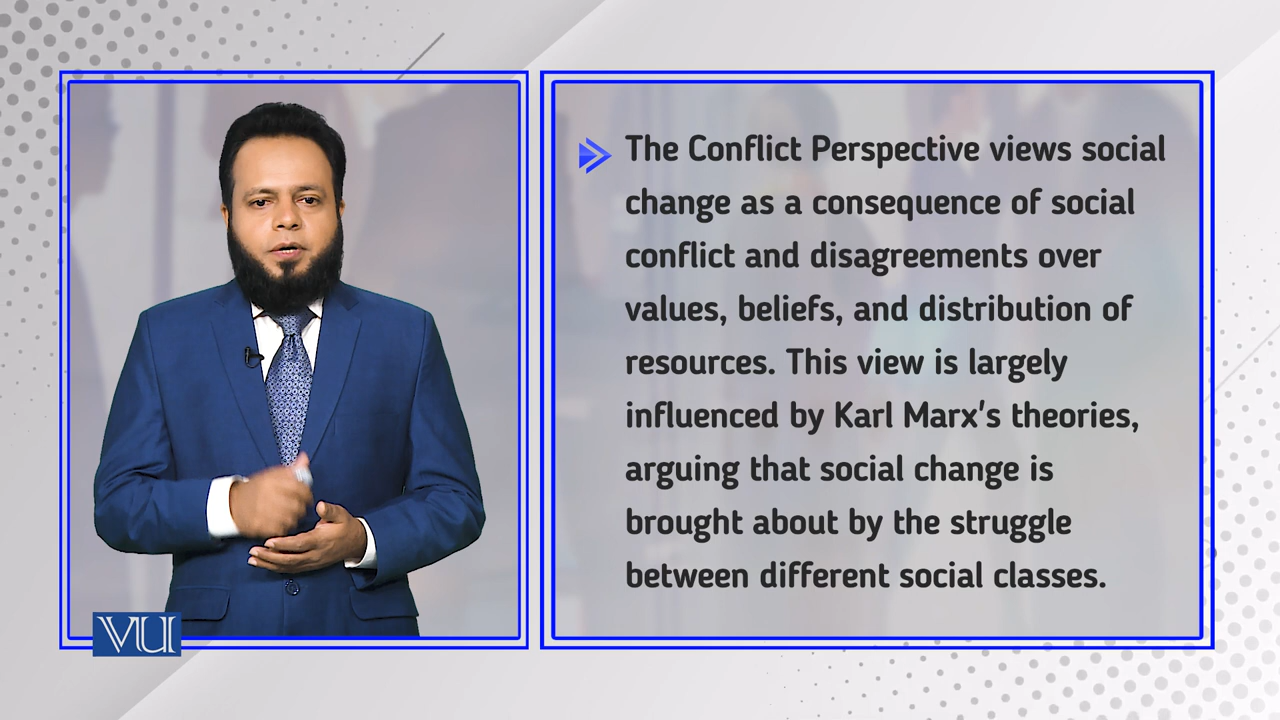 The Conflict Perspective views social
change as a consequence of social
conflict and disagreements over
values, beliefs, and distribution of
resources. This view is largely
influenced by Karl Marx's theories,
arguing that social change is
brought about by the struggle
between different social classes.
VU